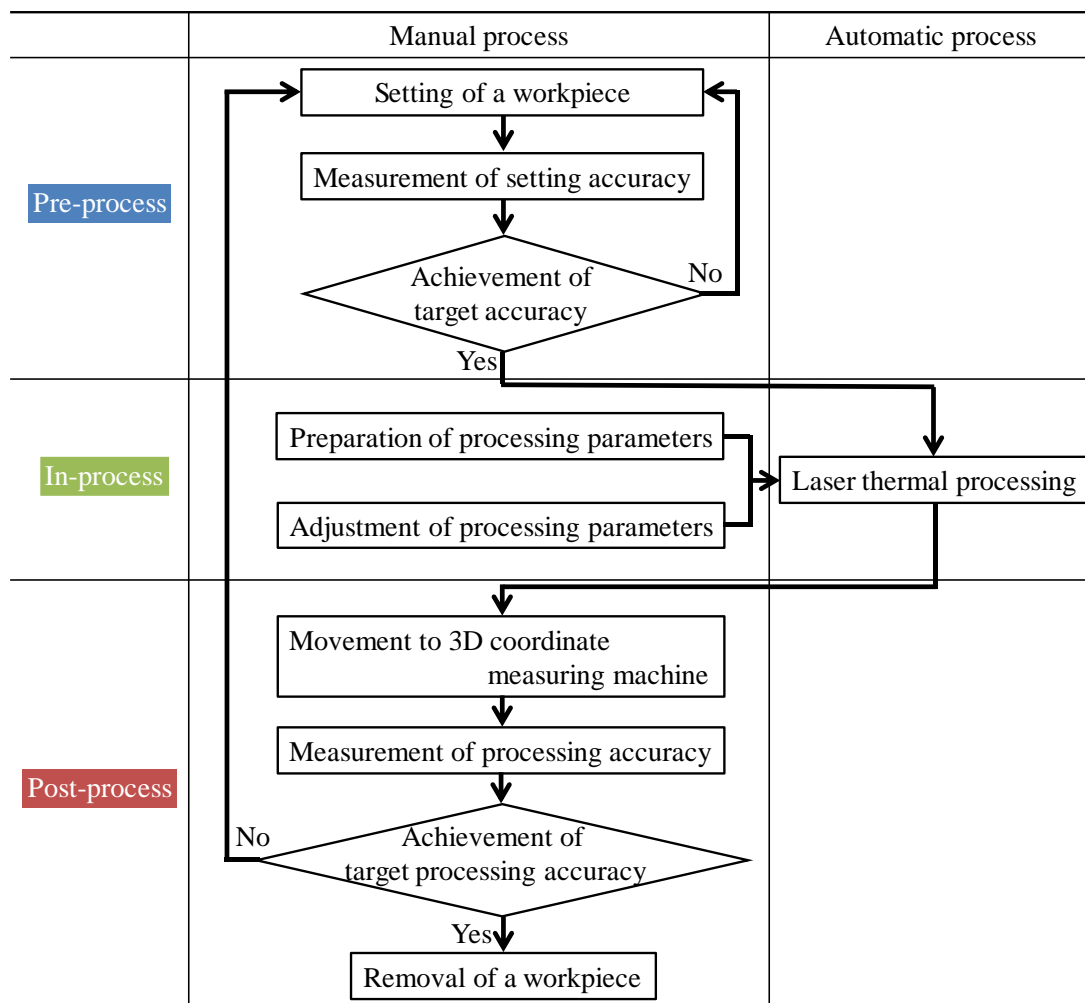 Manual process
Automatic process
Setting of a workpiece
Measurement of setting accuracy
Pre-process
Achievement of
target accuracy
No
Yes
Preparation of processing parameters
In-process
Laser thermal processing
Adjustment of processing parameters
Movement to 3D coordinate
measuring machine
Measurement of processing accuracy
Post-process
No
Achievement of
target processing accuracy
Yes
Removal of a workpiece